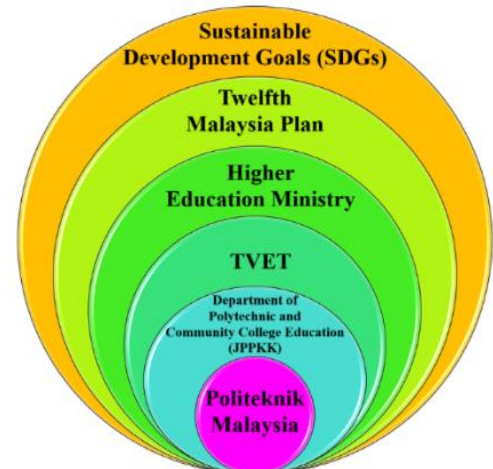 Sustainable
Development Goals (SDGs)
Twelfth
Malaysia Plan
Higher
Education Ministry
TVET
Department of
Polytechnic and
Community College Education
(JPPKK)
Politeknik
Malaysia